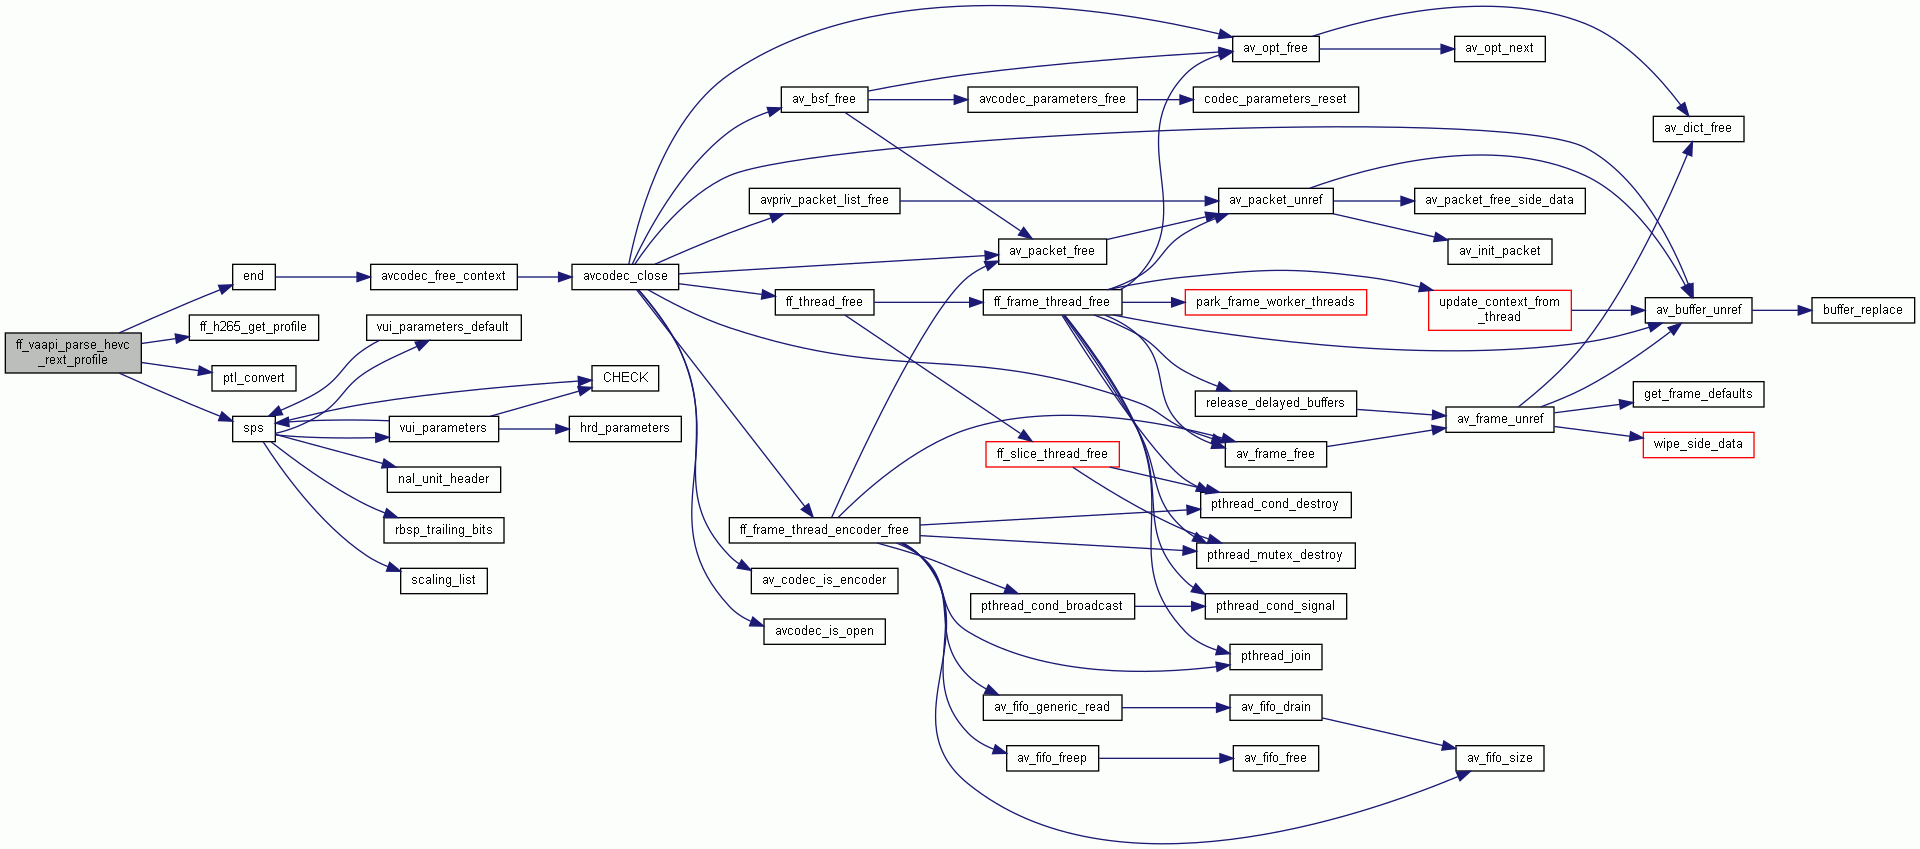 ff_vaapi_parse_hevc
_rext_profile
end
ff_h265_get_profile
ptl_convert
sps
avcodec_free_context
vui_parameters_default
vui_parameters
nal_unit_header
rbsp_trailing_bits
scaling_list
avcodec_close
CHECK
hrd_parameters
av_bsf_free
avpriv_packet_list_free
ff_thread_free
ff_frame_thread_encoder_free
av_codec_is_encoder
avcodec_is_open
avcodec_parameters_free
av_packet_free
ff_frame_thread_free
ff_slice_thread_free
pthread_cond_broadcast
av_fifo_generic_read
av_fifo_freep
av_opt_free
codec_parameters_reset
av_packet_unref
park_frame_worker_threads
release_delayed_buffers
av_frame_free
pthread_cond_destroy
pthread_mutex_destroy
pthread_cond_signal
pthread_join
av_fifo_drain
av_fifo_free
av_opt_next
av_packet_free_side_data
av_init_packet
update_context_from
_thread
av_frame_unref
av_fifo_size
av_dict_free
av_buffer_unref
get_frame_defaults
wipe_side_data
buffer_replace